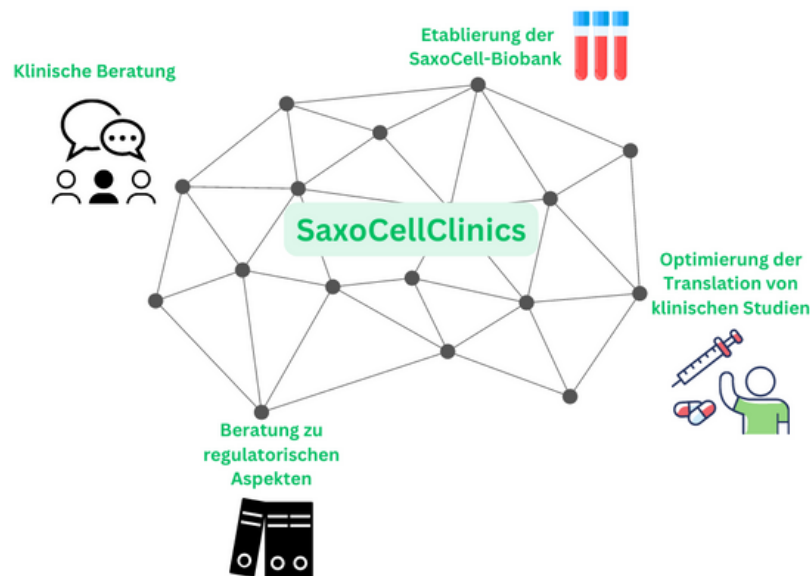 Etablierung der
SaxoCell-Biobank
Klinische Beratung
SaxoCellClinics
Optimierung der
Translation von
klinischen Studien
Beratung zu
regulatorischen
Aspekten